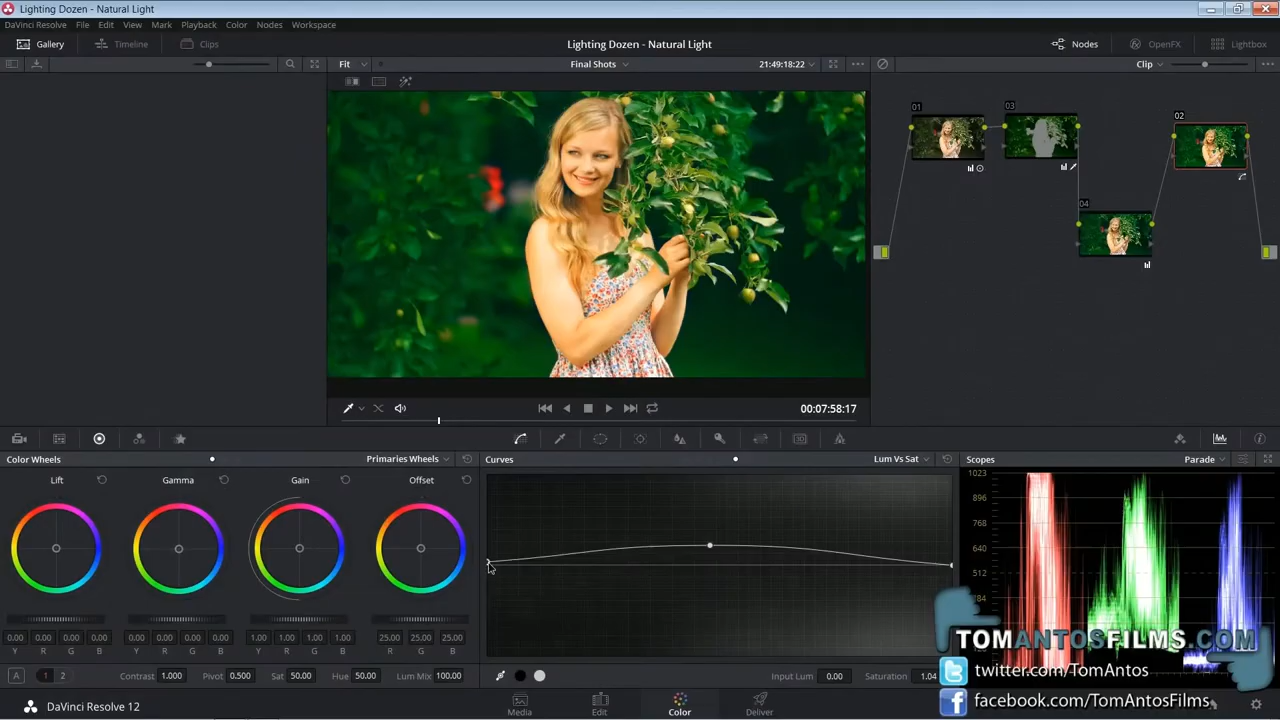 Lighting Dozen - Natural Light
DaVinci Resolve File Edit View Mark Playback Color Nodes Workspace
Gallery Timeline Clips Lighting Dozen - Natural Light Nodes OpenFX Lightbox
Fit Final Shots 21:49:18:22 Clip
01 03 02
04
00:07:58:17
Color Wheels Primaries Wheels Curves Lum Vs Sat Scopes Parade
Lift Gamma Gain Offset
1023
896
768
640
512
0.00 0.00 0.00 0.00 0.00 0.00 0.00 0.00 1.00 1.00 1.00 1.00 25.00 25.00 25.00
Y R G B Y R G B Y R G B R G B
A 1 2 Contrast 1.000 Pivot 0.500 Sat 50.00 Hue 50.00 Lum Mix 100.00 Input Lum 0.00 Saturation 1.04
TOMANTOSFILMS.COM
twitter.com/TomAntos
facebook.com/TomAntosFilms
DaVinci Resolve 12 Media Edit Color Deliver